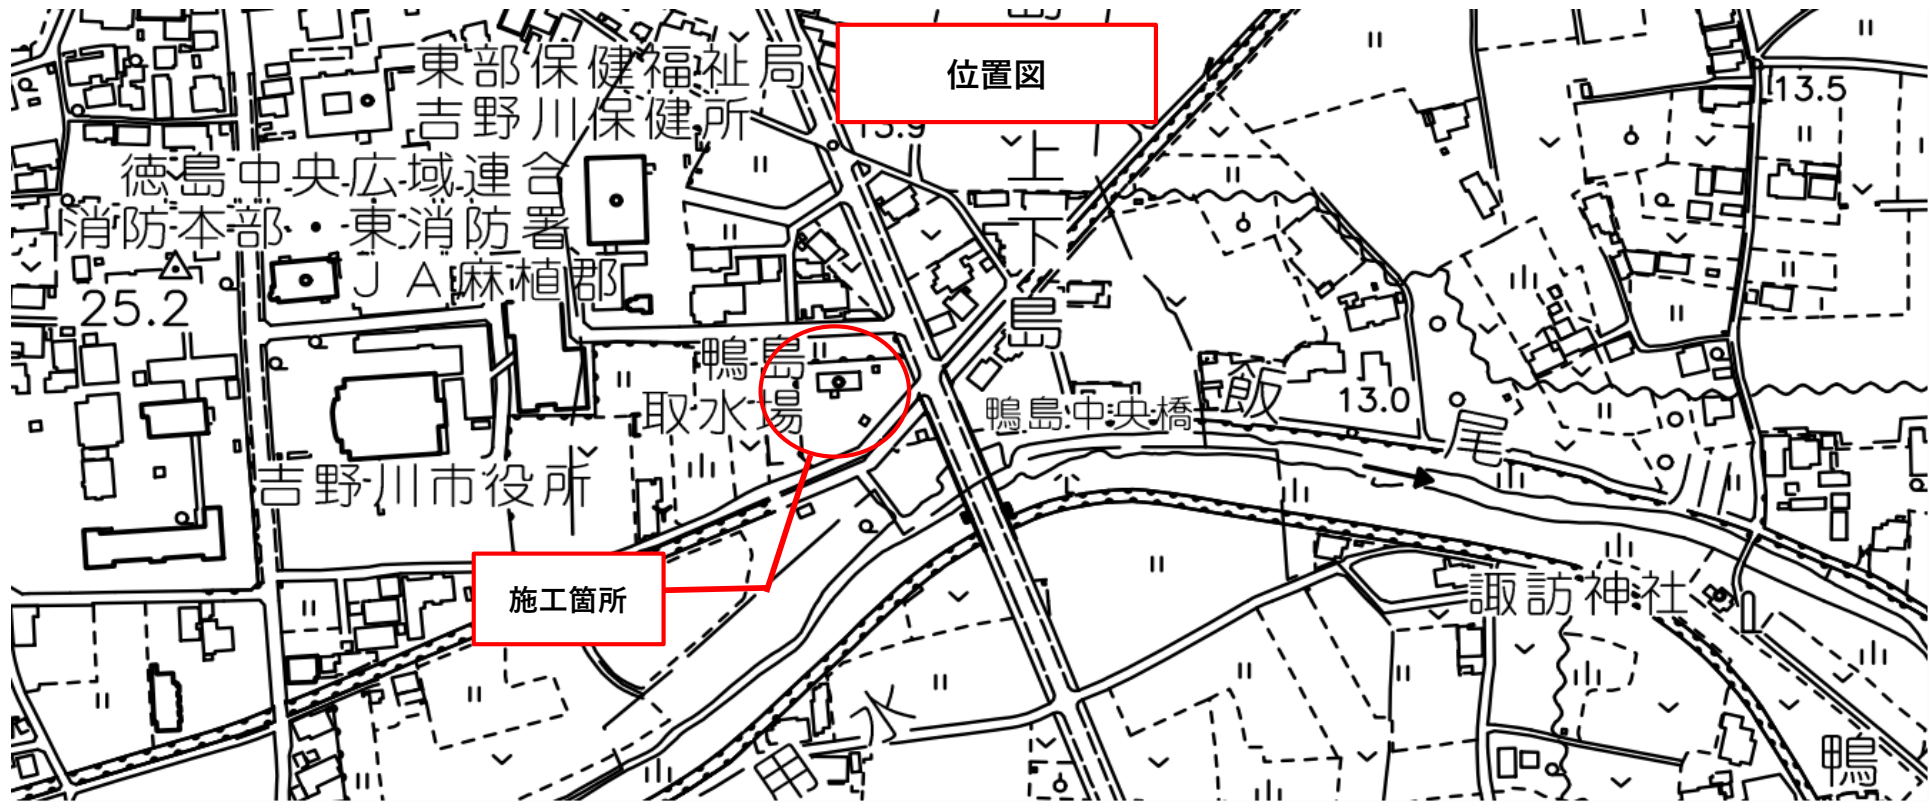 島
位置図
東部保健福祉局
吉野川保健所
13.9
13.5
徳島中央広域連合
消防本部・東消防署
JA麻植郡
25.2
上下島
鴨島
取水場
鴨島中央橋
飯尾
13.0
吉野川市役所
施工箇所
諏訪神社
田
鴨